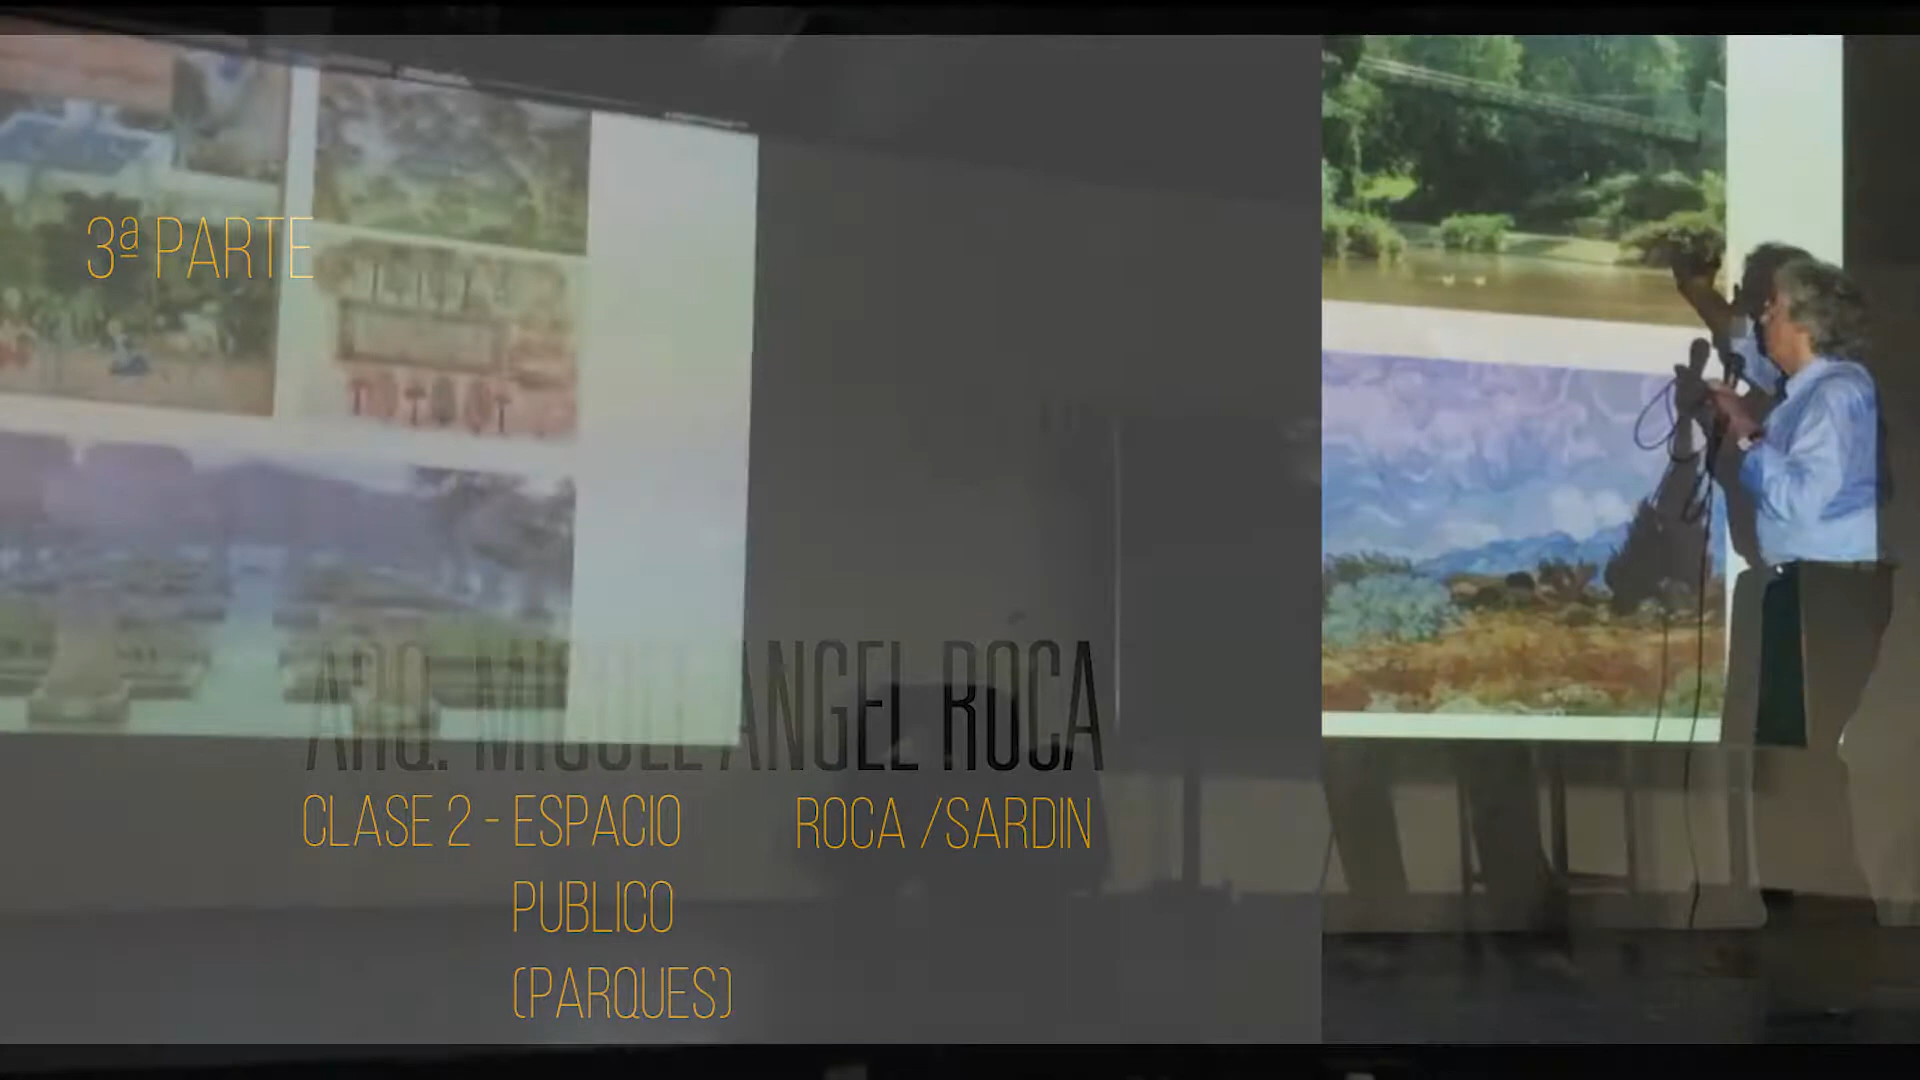 3ª PARTE
ARQ. MIGUEL ANGEL ROCA
CLASE 2 - ESPACIO
PUBLICO
(PARQUES)
ROCA /SARDIN